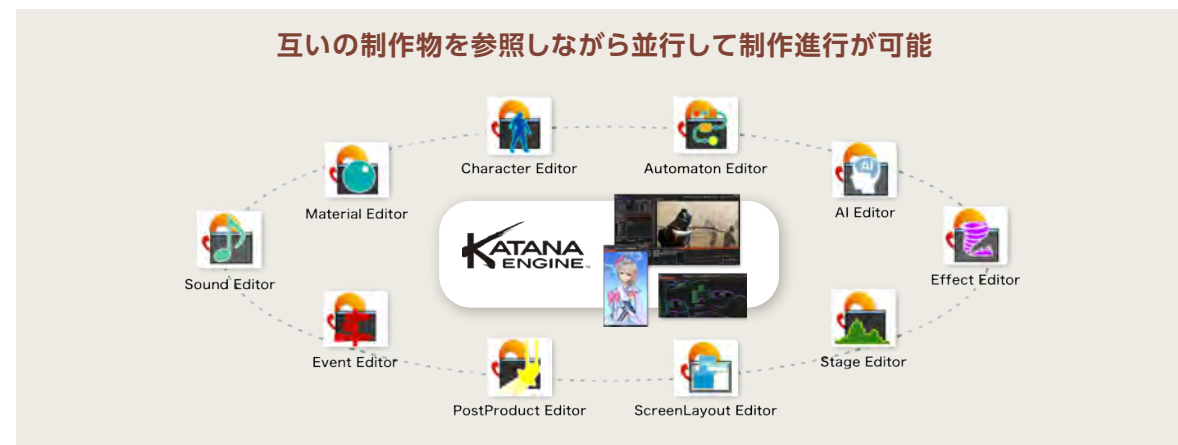 互いの制作物を参照しながら並行して制作進行が可能
Character Editor
Automaton Editor
Material Editor
AI
AI Editor
Sound Editor
KATANA
ENGINE™
Effect Editor
Event Editor
Stage Editor
PostProduct Editor
ScreenLayout Editor